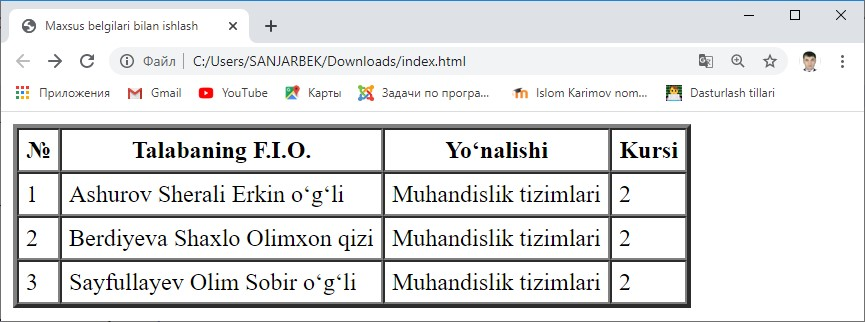 Maxsus belgilari bilan ishlash
Файл C:/Users/SANJARBEK/Downloads/index.html
Приложения Gmail YouTube Карты Задачи по програ... Islom Karimov nom... Dasturlash tillari
№ Talabaning F.I.O. Yo‘nalishi Kursi
1 Ashurov Sherali Erkin o‘g‘li Muhandislik tizimlari 2
2 Berdiyeva Shaxlo Olimxon qizi Muhandislik tizimlari 2
3 Sayfullayev Olim Sobir o‘g‘li Muhandislik tizimlari 2